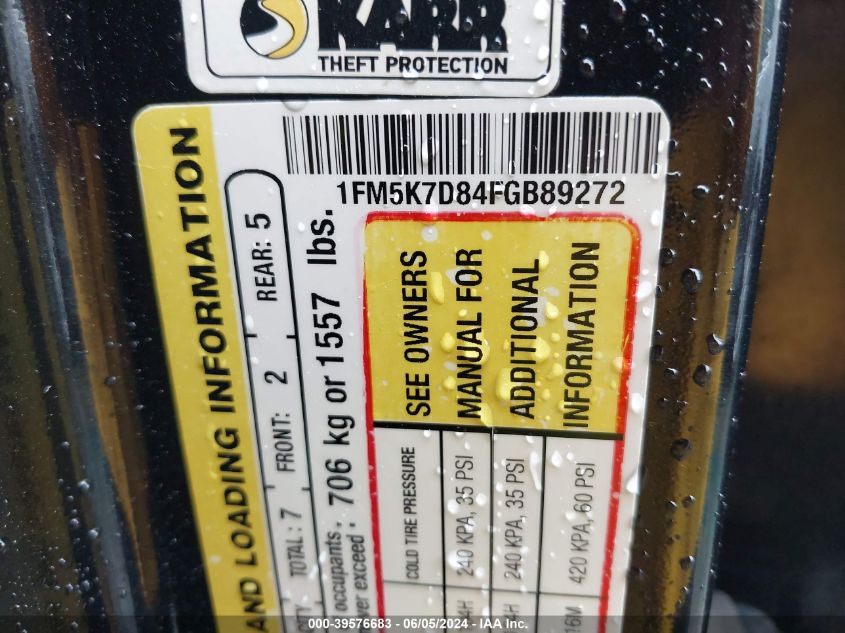 KARR
THEFT PROTECTION
1FM5K7D84FGB89272
AND LOADING INFORMATION
TOTAL : 7 FRONT: 2 REAR: 5
occupants
exceed : 706 kg or 1557 lbs.
COLD TIRE PRESSURE
240 KPA, 35 PSI
240 KPA, 35 PSI
420 KPA, 60 PSI
SEE OWNERS
MANUAL FOR
ADDITIONAL
INFORMATION
000-39576683 - 06/05/2024 - IAA Inc.